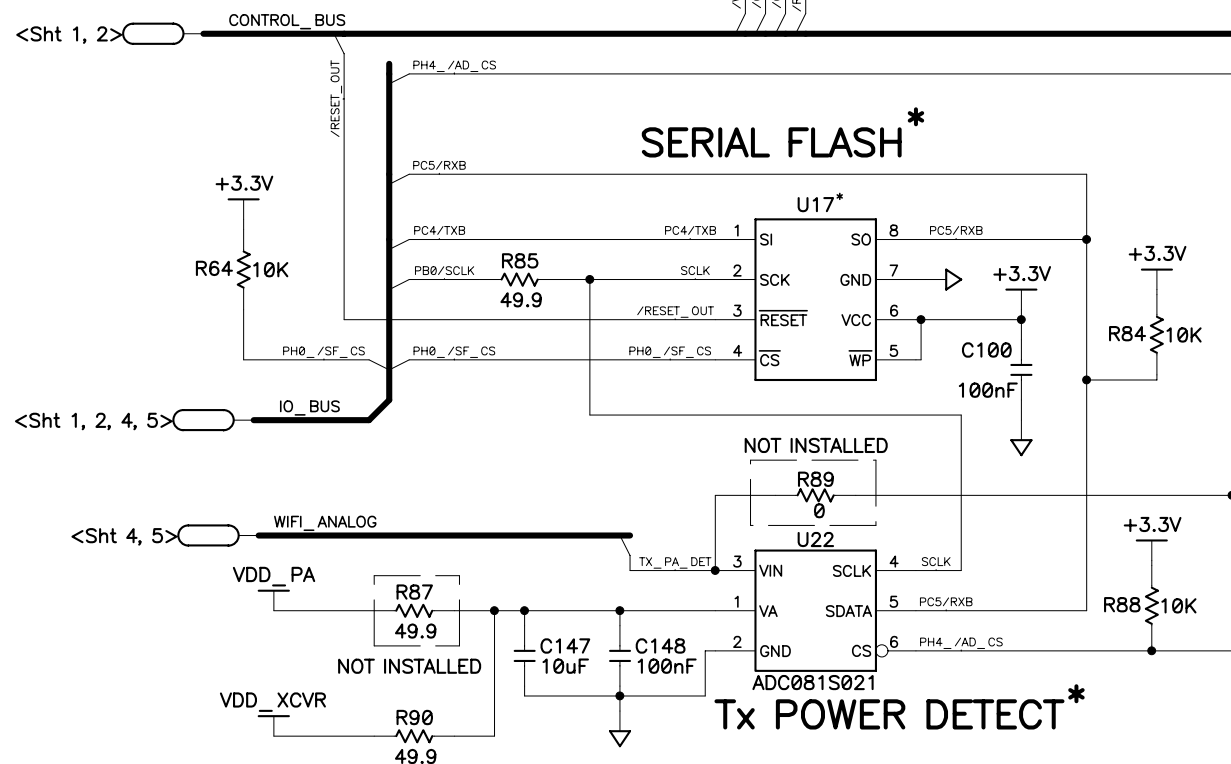 CONTROL_BUS
<Sht 1, 2>
/RESET_OUT
PH4_/AD_CS
SERIAL FLASH*
PC5/RXB
+3.3V
U17*
PC4/TXB
PC4/TXB
1
SI
SO
8
PC5/RXB
R64
10K
R85
PB0/SCLK
49.9
SCLK
2
SCK
GND
7
+3.3V
+3.3V
/RESET_OUT
3
RESET
VCC
6
R84
10K
PH0_/SF_CS
PH0_/SF_CS
PH0_/SF_CS
4
CS
WP
5
C100
100nF
IO_BUS
<Sht 1, 2, 4, 5>
NOT INSTALLED
R89
0
WIFI_ANALOG
<Sht 4, 5>
U22
+3.3V
TX_PA_DET
3
VIN
SCLK
4
SCLK
VDD_PA
R87
49.9
NOT INSTALLED
1
VA
SDATA
5
PC5/RXB
R88
10K
C147
10uF
C148
100nF
2
GND
CS
6
PH4_/AD_CS
ADC081S021
VDD_XCVR
R90
49.9
Tx POWER DETECT*